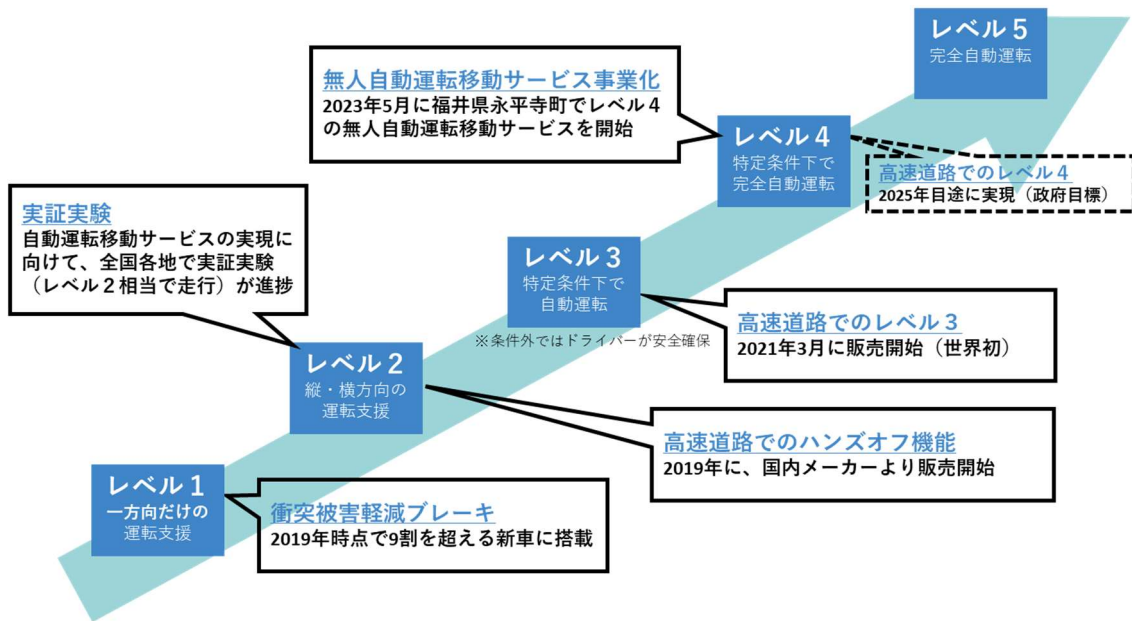 レベル５
完全自動運転
無人自動運転移動サービス事業化
2023年5月に福井県永平寺町でレベル４
の無人自動運転移動サービスを開始
レベル４
特定条件下で
完全自動運転
高速道路でのレベル４
2025年目途に実現（政府目標）
実証実験
自動運転移動サービスの実現に
向けて、全国各地で実証実験
（レベル２相当で走行）が進捗
レベル３
特定条件下で
自動運転
※条件外ではドライバーが安全確保
高速道路でのレベル３
2021年3月に販売開始（世界初）
レベル２
縦・横方向の
運転支援
高速道路でのハンズオフ機能
2019年に、国内メーカーより販売開始
レベル１
一方向だけの
運転支援
衝突被害軽減ブレーキ
2019年時点で9割を超える新車に搭載